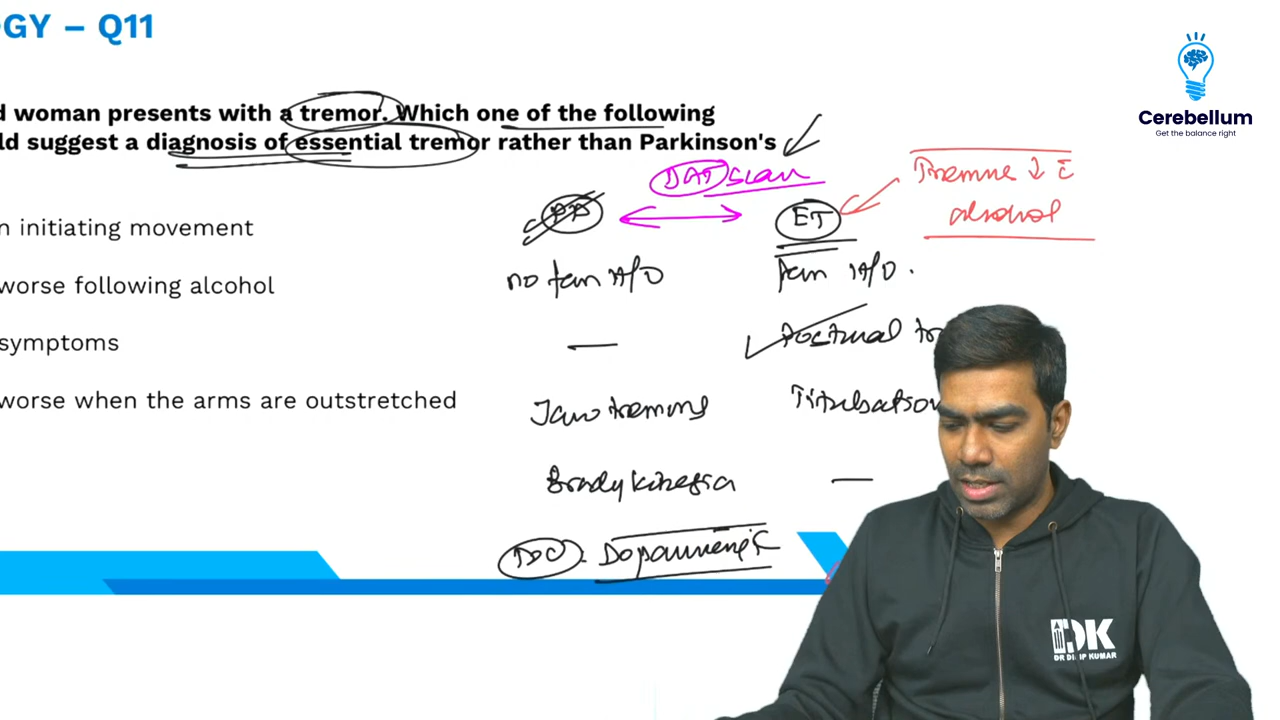 GY – Q11
Cerebellum
Get the balance right
d woman presents with a tremor. Which one of the following
ld suggest a diagnosis of essential tremor rather than Parkinson's
n initiating movement
worse following alcohol
symptoms
worse when the arms are outstretched
DAT scan
PD
ET
Tremor ↓ c̄
alcohol
no fam H/O
fam H/O.
—
Postural tr
Jaw tremors
Titubation
Bradykinesia
—
DOC: Dopaminergic
DK
DR DILIP KUMAR